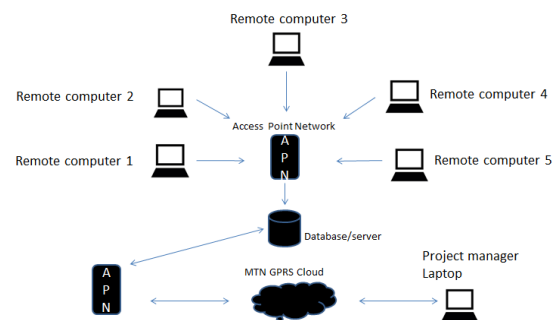 Remote computer 3
Remote computer 2
Remote computer 4
Access Point Network
Remote computer 1
A
P
N
Remote computer 5
Database/server
Project manager
Laptop
MTN GPRS Cloud
A
P
N